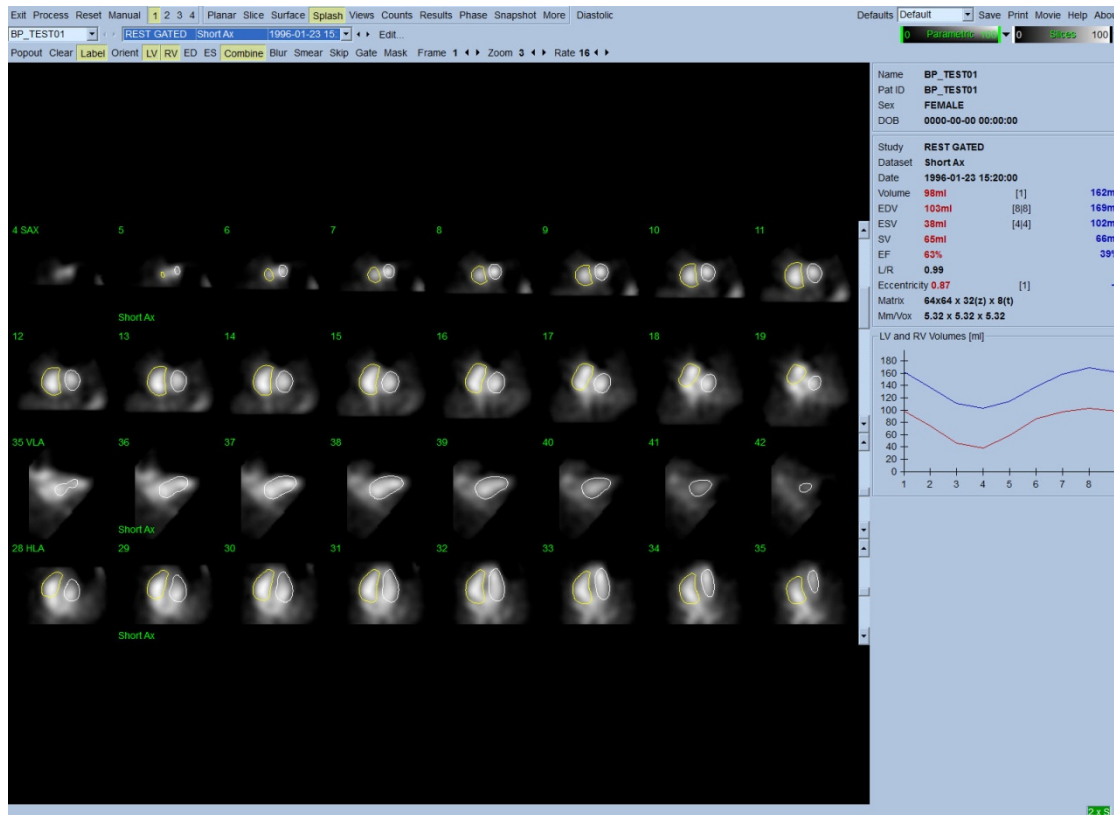 Exit Process Reset Manual 1 2 3 4 Planar Slice Surface Splash Views Counts Results Phase Snapshot More Diastolic Defaults Default Save Print Movie Help Abou
BP_TEST01 REST GATED Short Ax 1996-01-23 15: Edit... 0 Parametric 100 0 Slices 100
Popout Clear Label Orient LV RV ED ES Combine Blur Smear Skip Gate Mask Frame 1 Zoom 3 Rate 16
Name BP_TEST01
Pat ID BP_TEST01
Sex FEMALE
DOB 0000-00-00 00:00:00
Study REST GATED
Dataset Short Ax
Date 1996-01-23 15:20:00
Volume 98ml [1] 162m
EDV 103ml [8|8] 169m
ESV 38ml [4|4] 102m
SV 65ml 66m
EF 63% 39%
L/R 0.99
Eccentricity 0.87 [1] -
Matrix 64x64 x 32(z) x 8(t)
Mm/Vox 5.32 x 5.32 x 5.32
LV and RV Volumes [ml]
180
160
140
120
100
80
60
40
20
0
1 2 3 4 5 6 7 8
4 SAX 5 6 7 8 9 10 11
Short Ax
12 13 14 15 16 17 18 19
35 VLA 36 37 38 39 40 41 42
Short Ax
28 HLA 29 30 31 32 33 34 35
Short Ax
2 x S